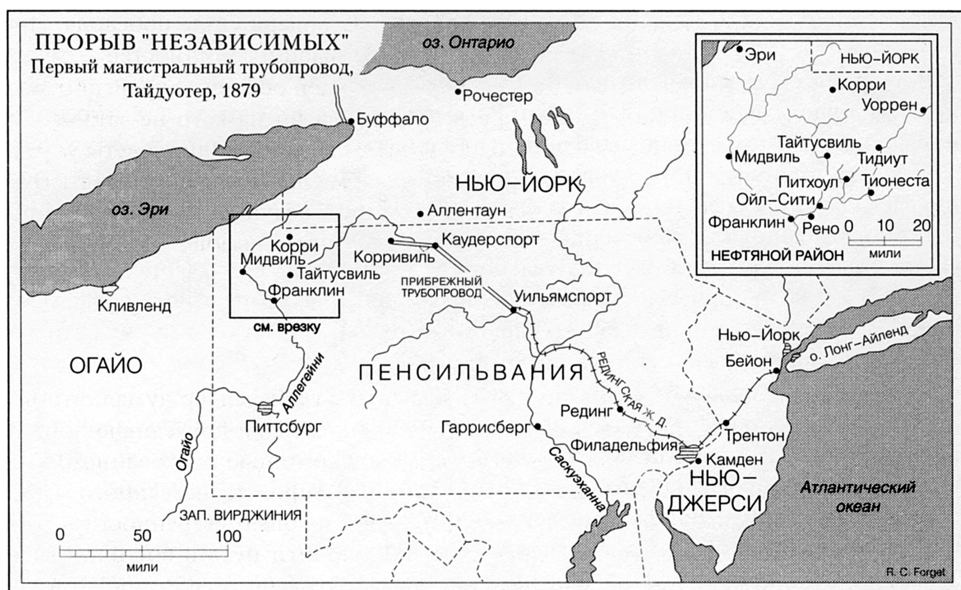 ПРОРЫВ "НЕЗАВИСИМЫХ"
Первый магистральный трубопровод,
Тайдуотер, 1879
оз. Онтарио
Рочестер
Буффало
оз. Эри
НЬЮ–ЙОРК
Аллентаун
Корри
Мидвиль
Тайтусвиль
Франклин
см. врезку
Корривиль
Каудерспорт
ПРИБРЕЖНЫЙ
ТРУБОПРОВОД
Уильямспорт
Кливленд
ОГАЙО
ПЕНСИЛЬВАНИЯ
Аллегейни
Питтсбург
Огайо
Гаррисберг
Саскуэханна
РЕДИНГСКАЯ Ж.Д.
Рединг
Филадельфия
Камден
Трентон
НЬЮ–
ДЖЕРСИ
Нью–Йорк
Бейон
о. Лонг–Айленд
Атлантический
океан
ЗАП. ВИРДЖИНИЯ
0 50 100
мили
Эри
НЬЮ–ЙОРК
Корри
Уоррен
Тайтусвиль
Мидвиль
Тидиут
Питхоул
Тионеста
Ойл–Сити
Франклин
Рено
0 10 20
мили
НЕФТЯНОЙ РАЙОН
R. C. Forget